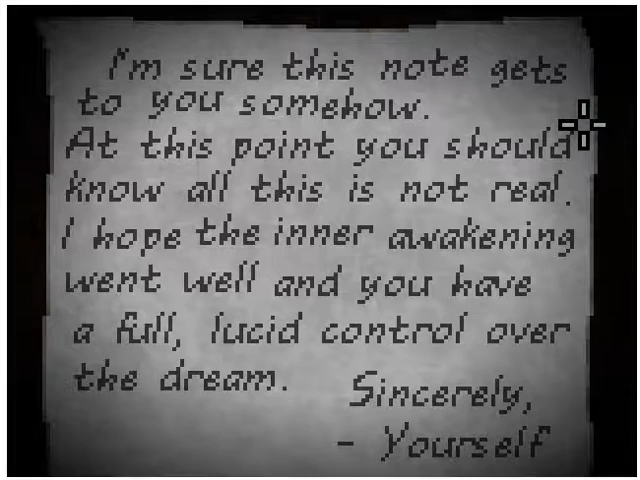 I'm sure this note gets
to you somehow.
At this point you should
know all this is not real.
I hope the inner awakening
went well and you have
a full, lucid control over
the dream.
Sincerely,
- Yourself